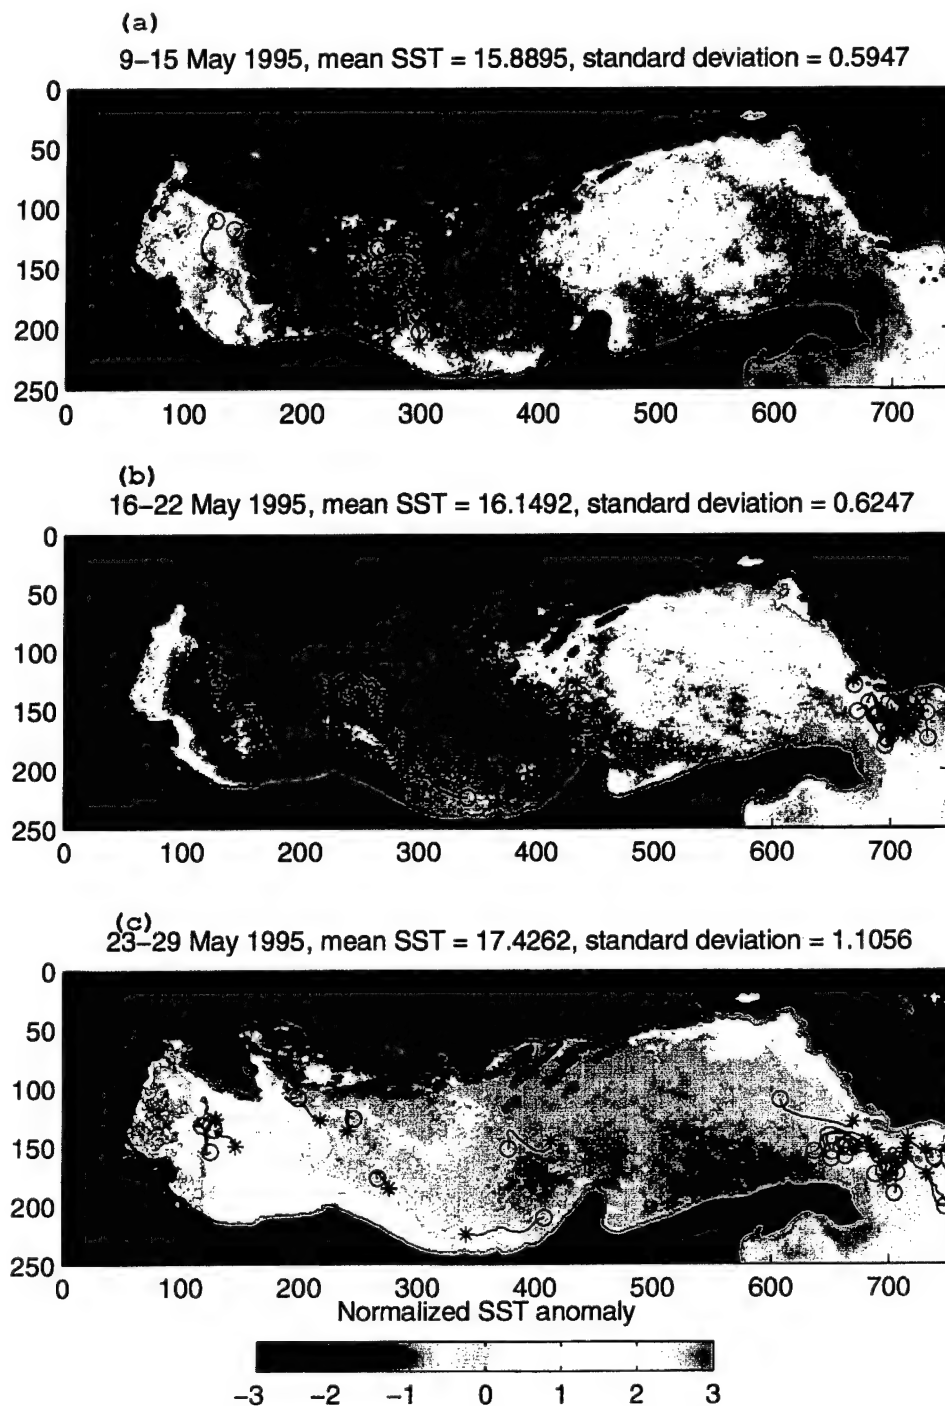 (a)
9–15 May 1995, mean SST = 15.8895, standard deviation = 0.5947
0
50
100
150
200
250
0 100 200 300 400 500 600 700
(b)
16–22 May 1995, mean SST = 16.1492, standard deviation = 0.6247
0
50
100
150
200
250
0 100 200 300 400 500 600 700
(c)
23–29 May 1995, mean SST = 17.4262, standard deviation = 1.1056
0
50
100
150
200
250
0 100 200 300 400 500 600 700
Normalized SST anomaly
−3 −2 −1 0 1 2 3